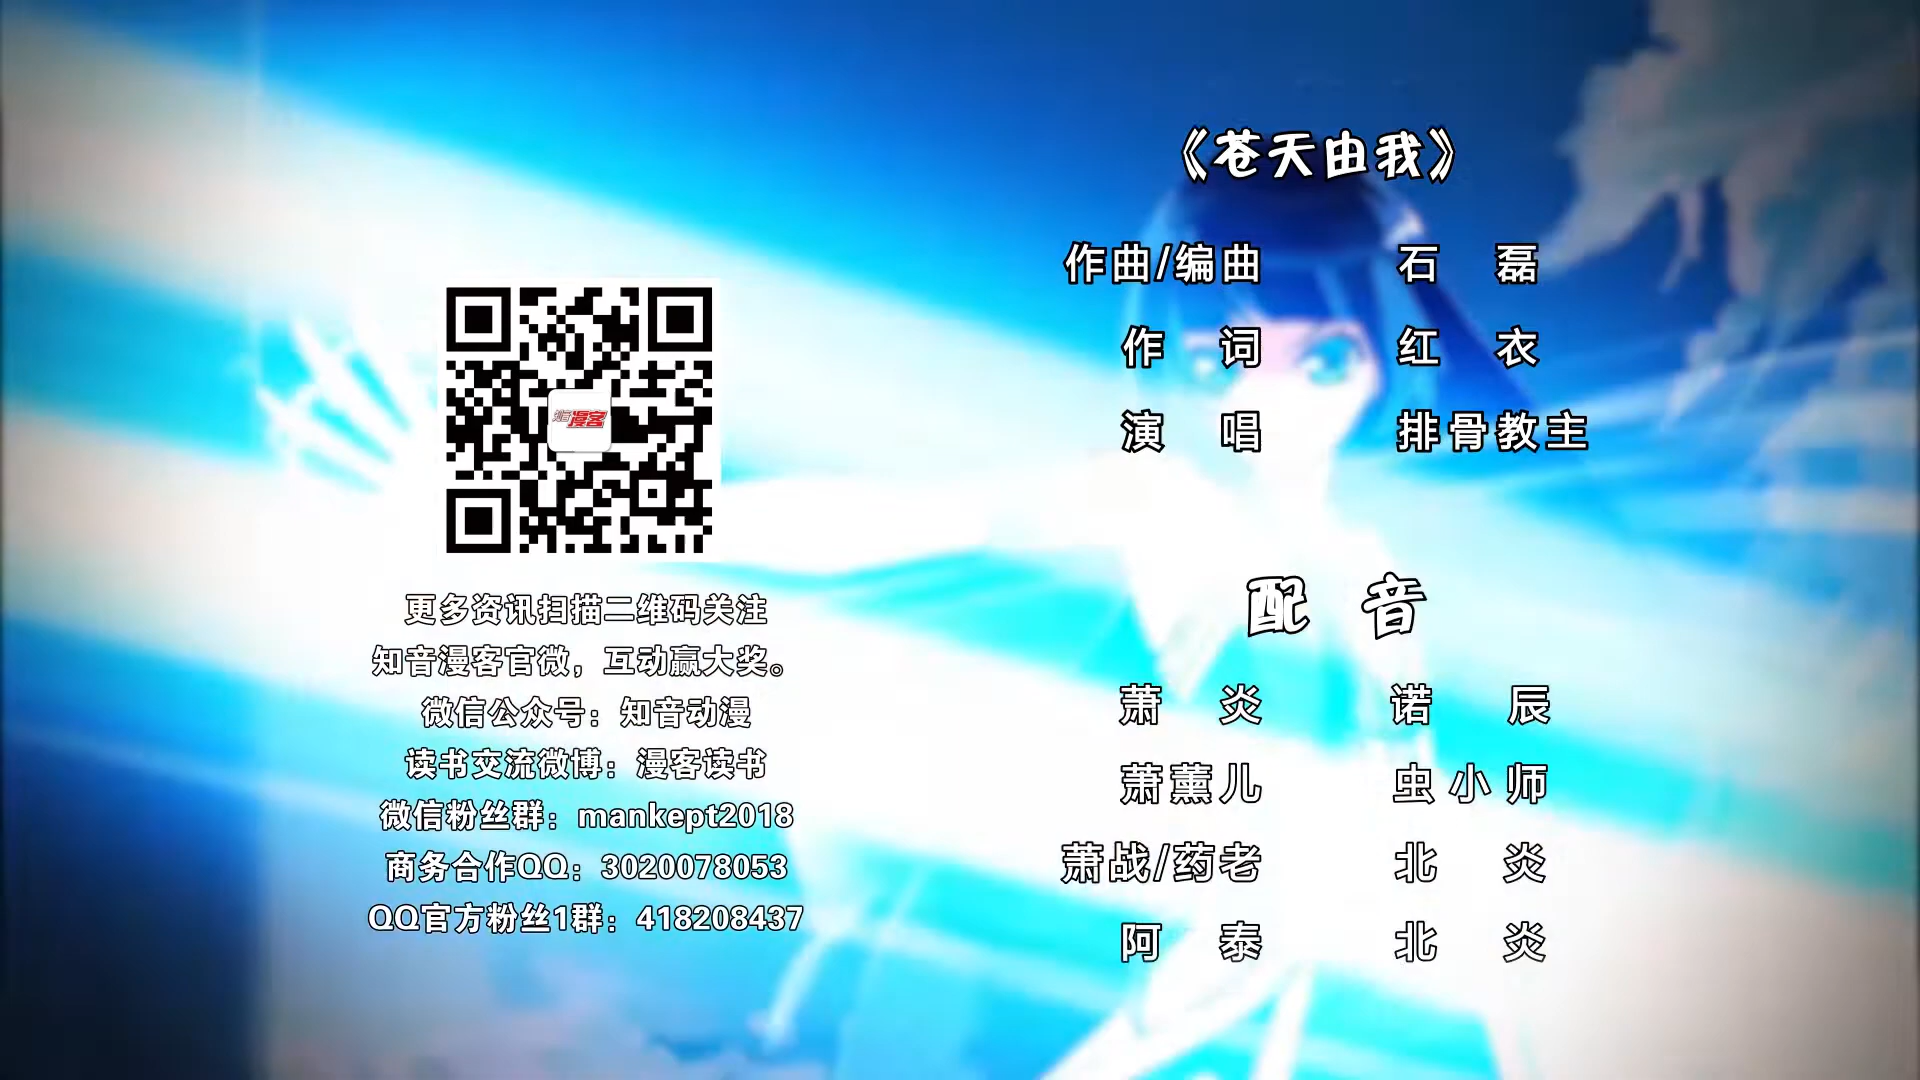 知音漫客
更多资讯扫描二维码关注
知音漫客官微，互动赢大奖。
微信公众号：知音动漫
读书交流微博：漫客读书
微信粉丝群：mankept2018
商务合作QQ：3020078053
QQ官方粉丝1群：418208437
《苍天由我》
作曲/编曲 石磊
作词 红衣
演唱 排骨教主
配音
萧炎 诺辰
萧薰儿 虫小师
萧战/药老 北炎
阿泰 北炎